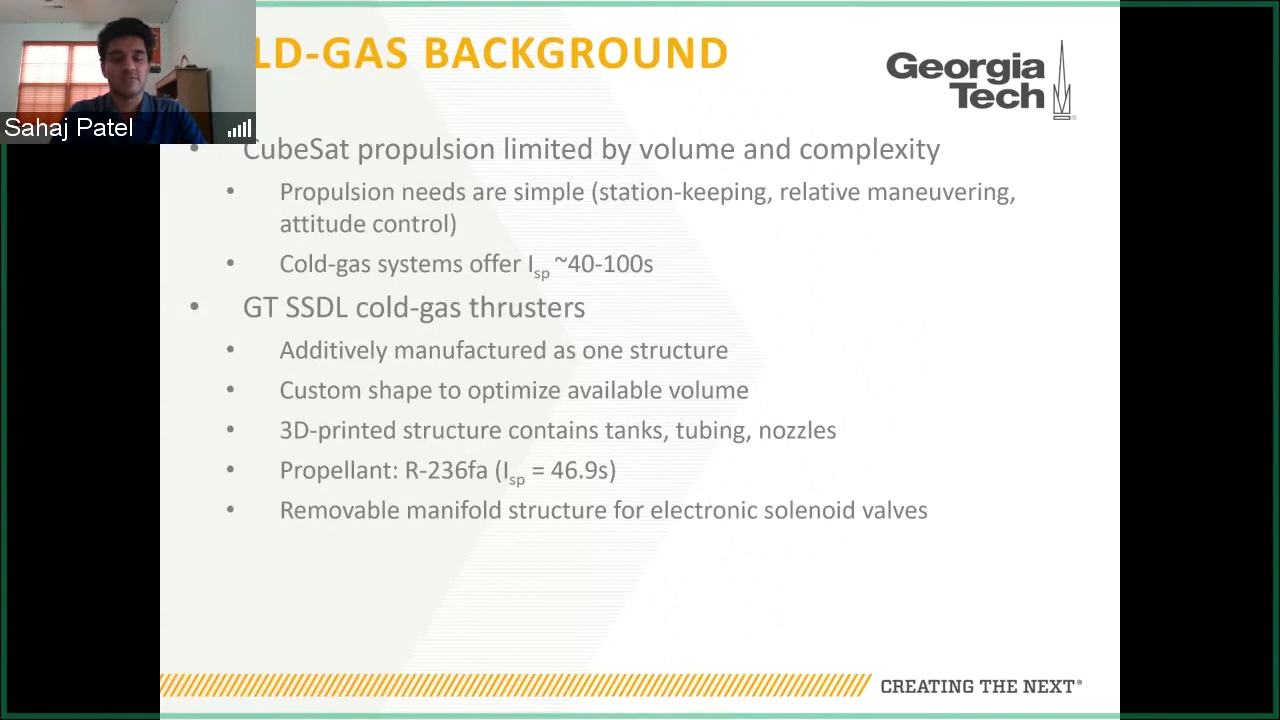 LD-GAS BACKGROUND
Georgia
Tech
Sahaj Patel
• CubeSat propulsion limited by volume and complexity
• Propulsion needs are simple (station-keeping, relative maneuvering,
attitude control)
• Cold-gas systems offer Isp ~40-100s
• GT SSDL cold-gas thrusters
• Additively manufactured as one structure
• Custom shape to optimize available volume
• 3D-printed structure contains tanks, tubing, nozzles
• Propellant: R-236fa (Isp = 46.9s)
• Removable manifold structure for electronic solenoid valves
CREATING THE NEXT®